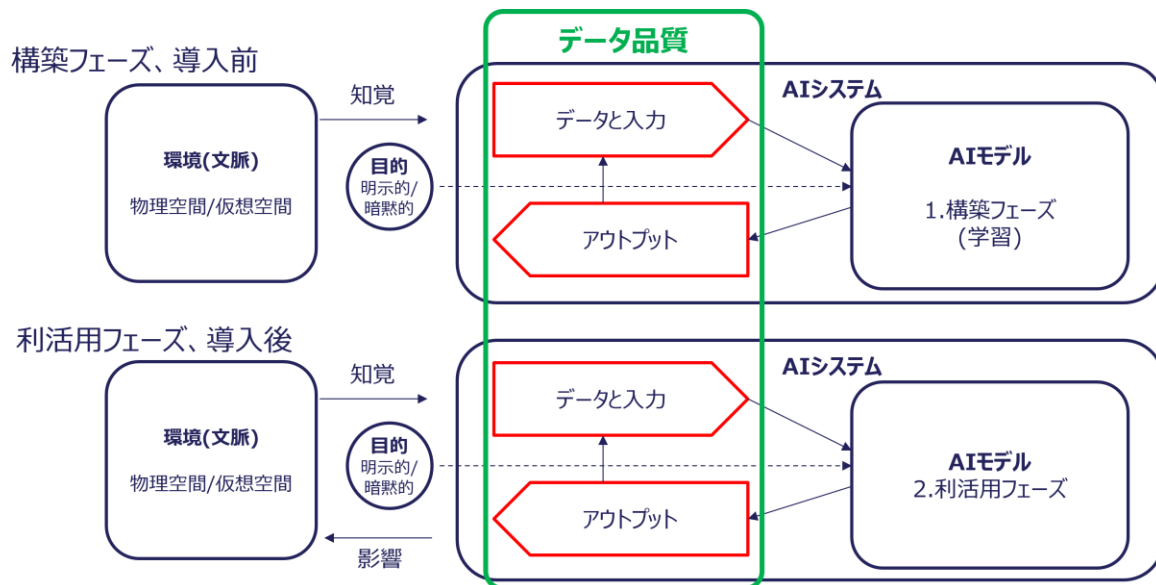 データ品質
構築フェーズ、導入前
知覚
環境(文脈)
物理空間/仮想空間
目的
明示的/
暗黙的
データと入力
アウトプット
AIシステム
AIモデル
1.構築フェーズ
(学習)
利活用フェーズ、導入後
知覚
環境(文脈)
物理空間/仮想空間
目的
明示的/
暗黙的
影響
データと入力
アウトプット
AIシステム
AIモデル
2.利活用フェーズ